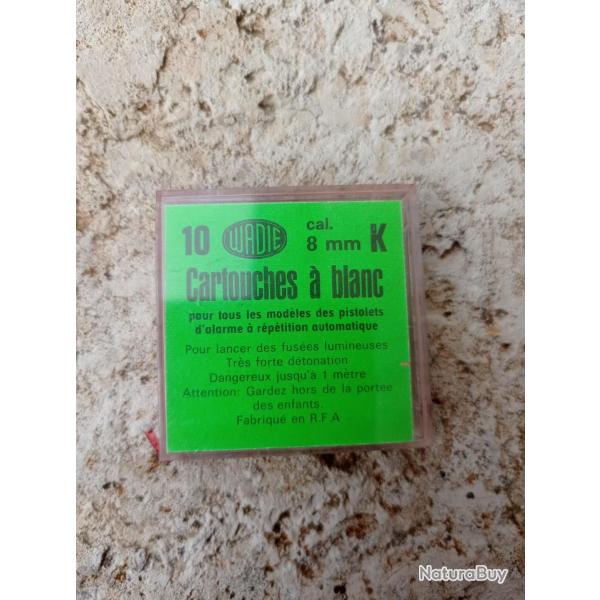 10 WADIE cal. 8 mm K
Cartouches à blanc
pour tous les modèles des pistolets
d'alarme à répétition automatique
Pour lancer des fusées lumineuses
Très forte détonation
Dangereux jusqu'à 1 mètre
Attention: Gardez hors de la portee
des enfants.
Fabriqué en R.F.A
NaturaBuy